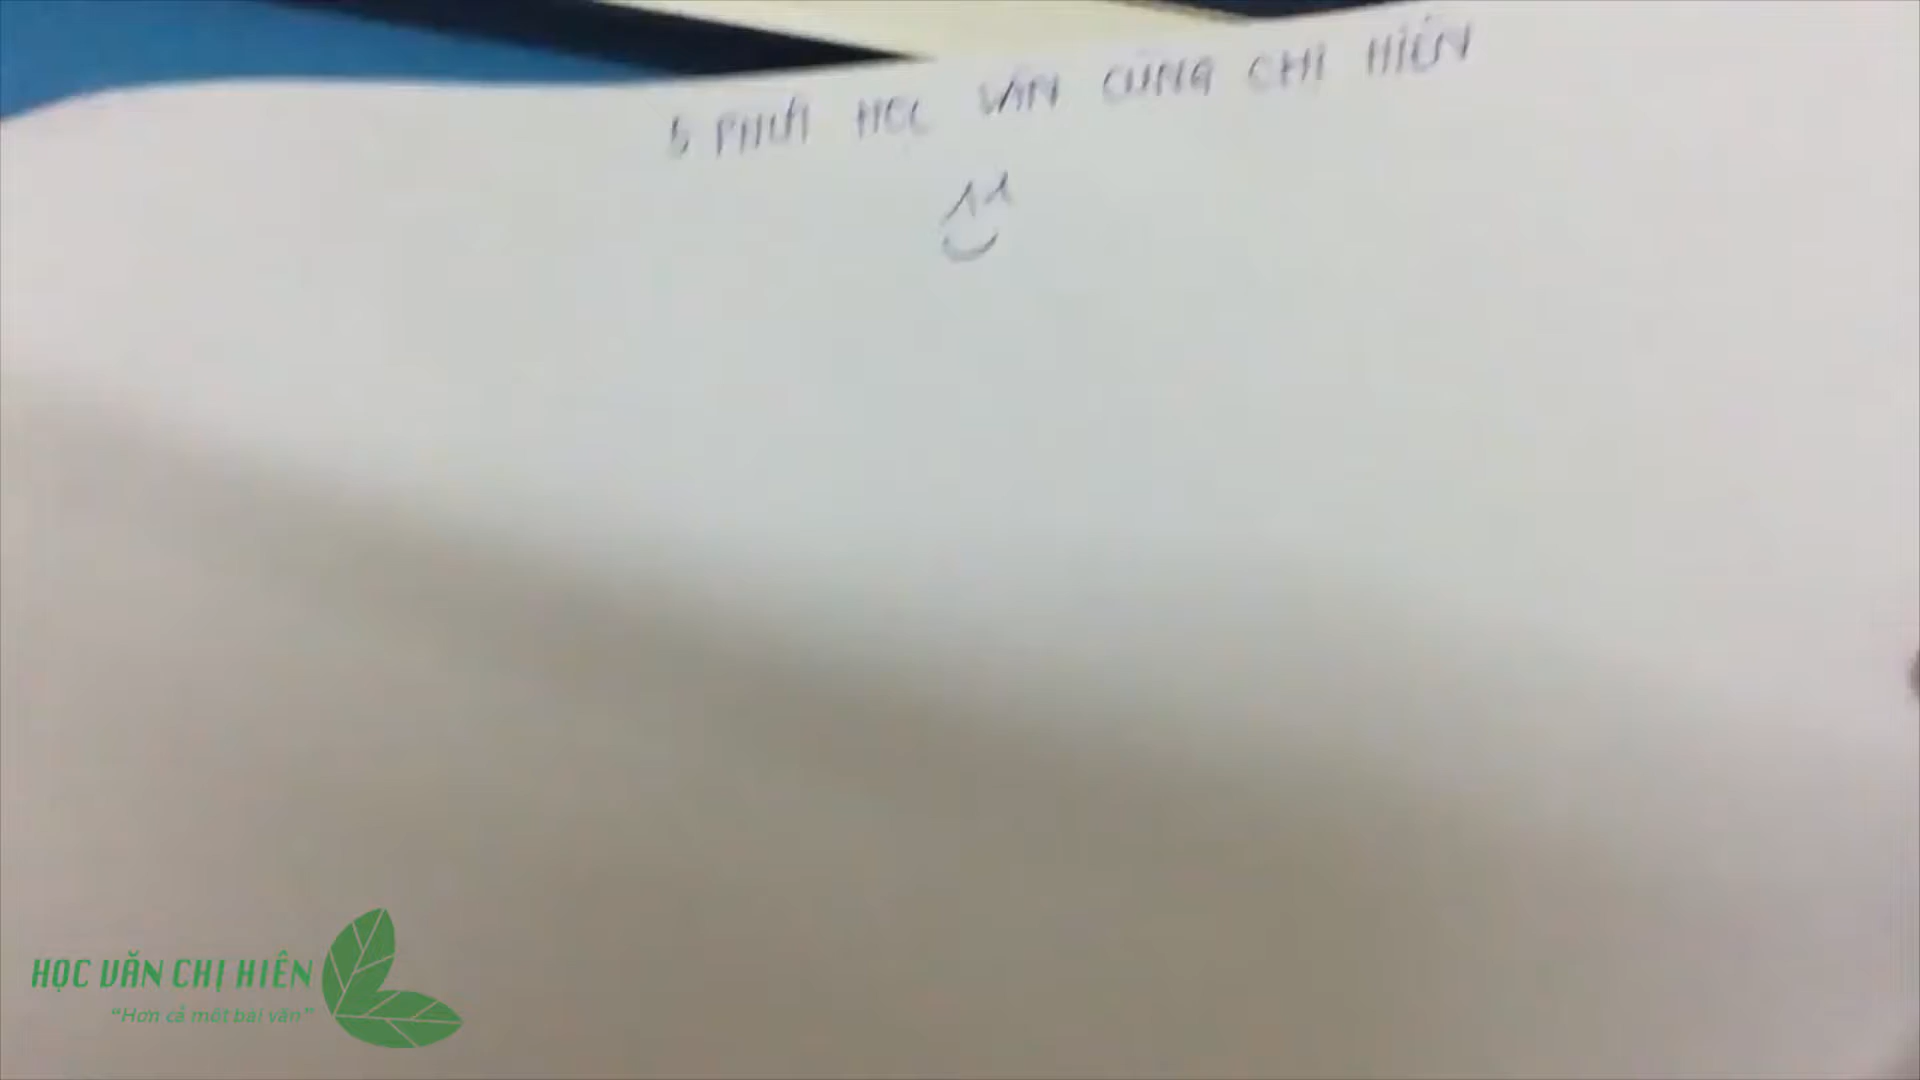 5 PHÚT HỌC VĂN CÙNG CHỊ HIÊN
HỌC VĂN CHỊ HIÊN
“Hơn cả một bài văn”